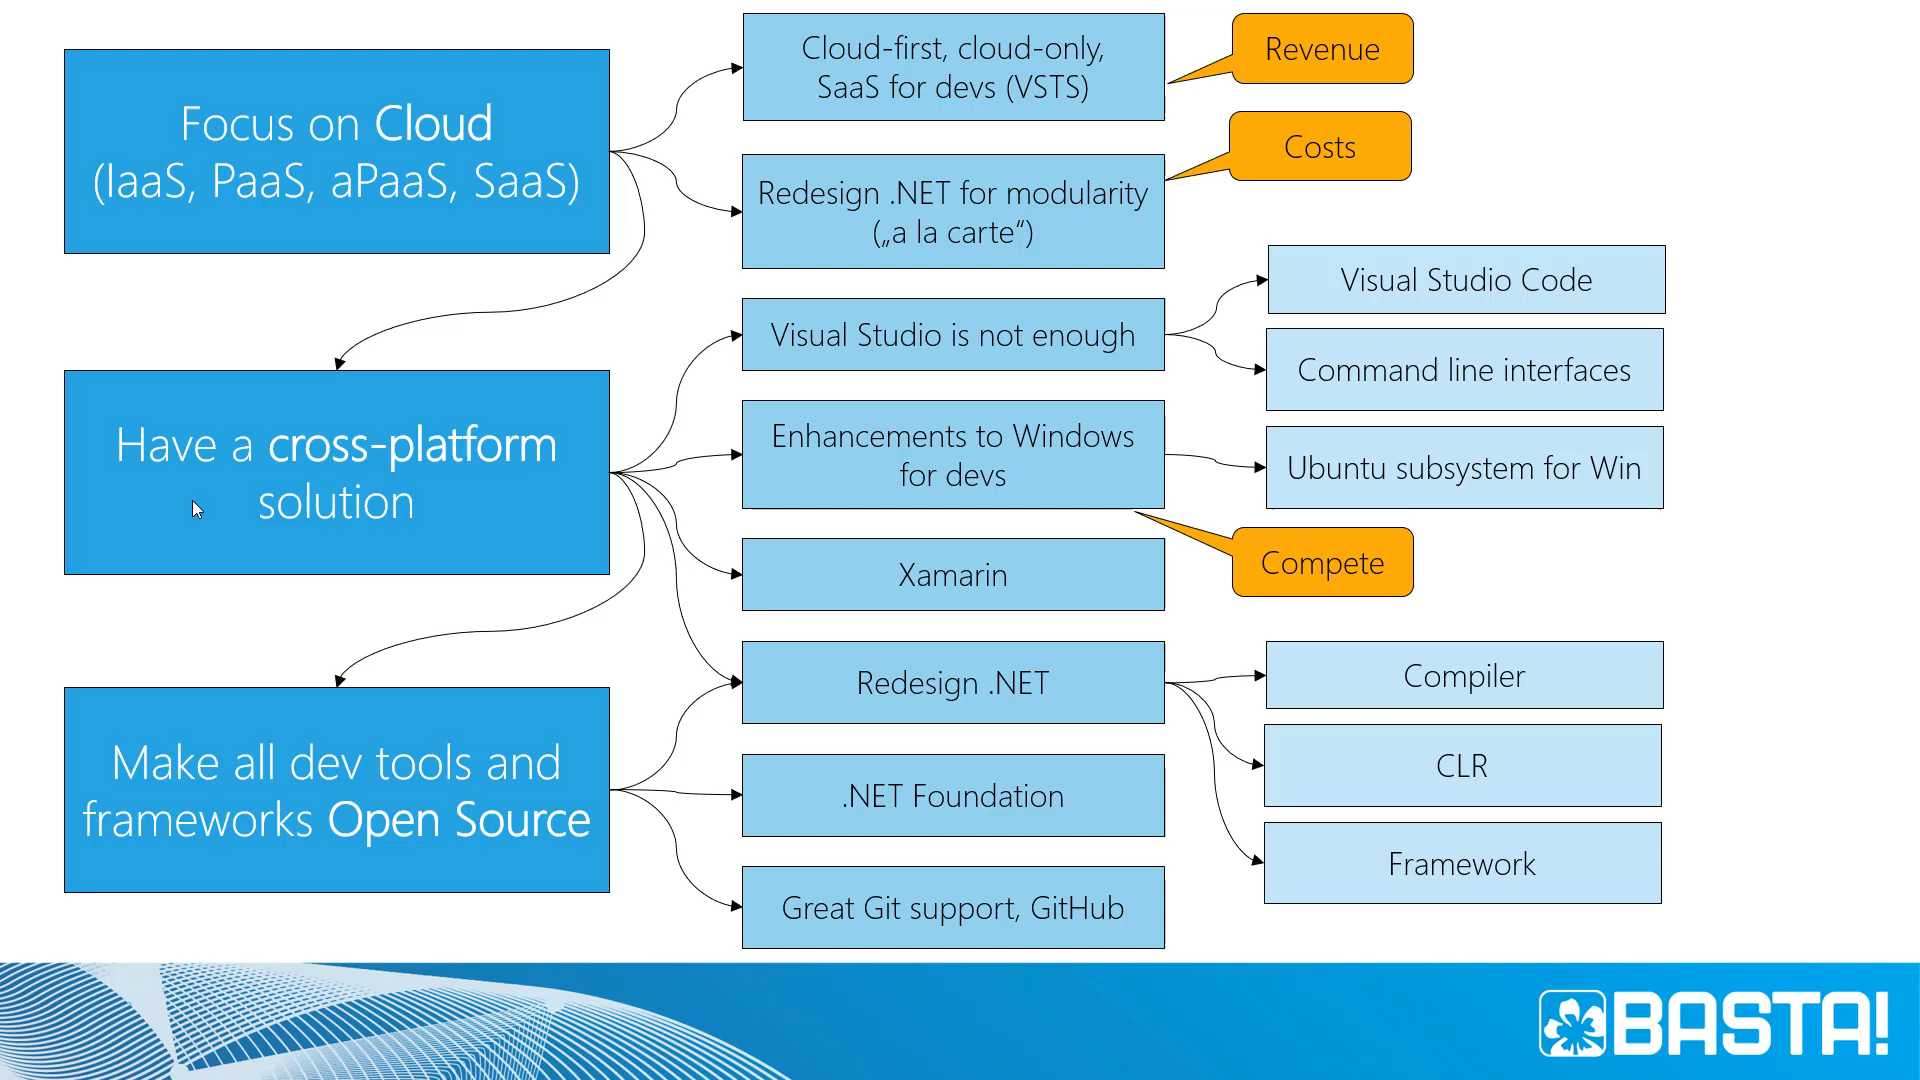 Focus on Cloud
(IaaS, PaaS, aPaaS, SaaS)
Cloud-first, cloud-only,
SaaS for devs (VSTS)
Revenue
Redesign .NET for modularity
(„a la carte“)
Costs
Have a cross-platform
solution
Visual Studio is not enough
Visual Studio Code
Command line interfaces
Enhancements to Windows
for devs
Ubuntu subsystem for Win
Compete
Xamarin
Make all dev tools and
frameworks Open Source
Redesign .NET
Compiler
CLR
Framework
.NET Foundation
Great Git support, GitHub
BASTA!